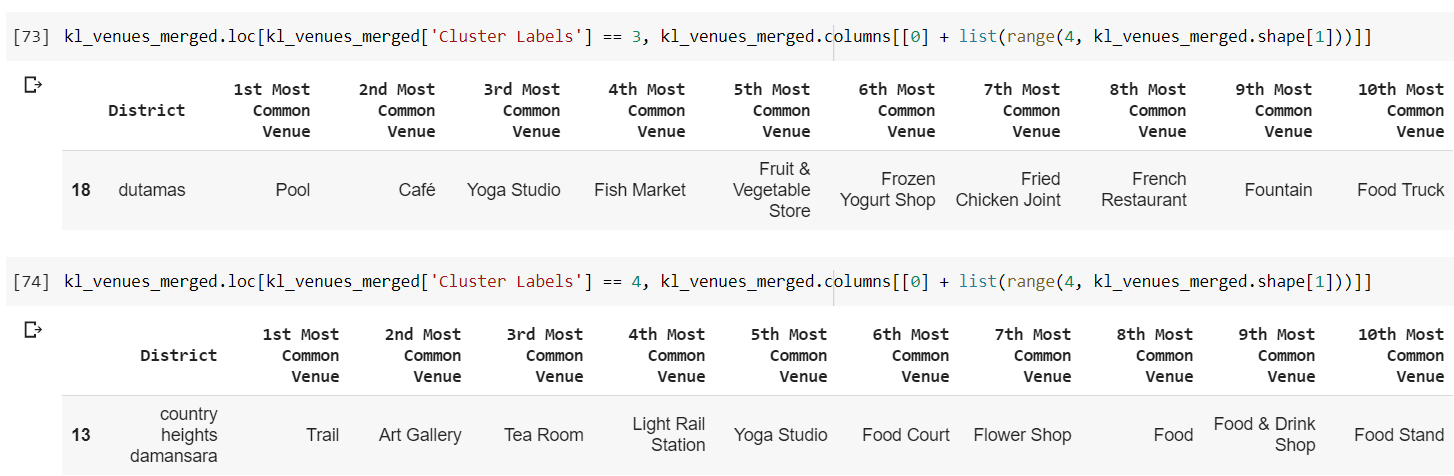 [73] kl_venues_merged.loc[kl_venues_merged['Cluster Labels'] == 3, kl_venues_merged.columns[[0] + list(range(4, kl_venues_merged.shape[1]))]]
1st Most 2nd Most 3rd Most 4th Most 5th Most 6th Most 7th Most 8th Most 9th Most 10th Most
District Common Common Common Common Common Common Common Common Common Common
Venue Venue Venue Venue Venue Venue Venue Venue Venue Venue
Fruit &
Frozen Fried French
18 dutamas Pool Café Yoga Studio Fish Market Vegetable Fountain Food Truck
Yogurt Shop Chicken Joint Restaurant
Store
[74] kl_venues_merged.loc[kl_venues_merged['Cluster Labels'] == 4, kl_venues_merged.columns[[0] + list(range(4, kl_venues_merged.shape[1]))]]
1st Most 2nd Most 3rd Most 4th Most 5th Most 6th Most 7th Most 8th Most 9th Most 10th Most
District Common Common Common Common Common Common Common Common Common Common
Venue Venue Venue Venue Venue Venue Venue Venue Venue Venue
country
Light Rail Food & Drink
13 heights Trail Art Gallery Tea Room Yoga Studio Food Court Flower Shop Food Food Stand
Station Shop
damansara